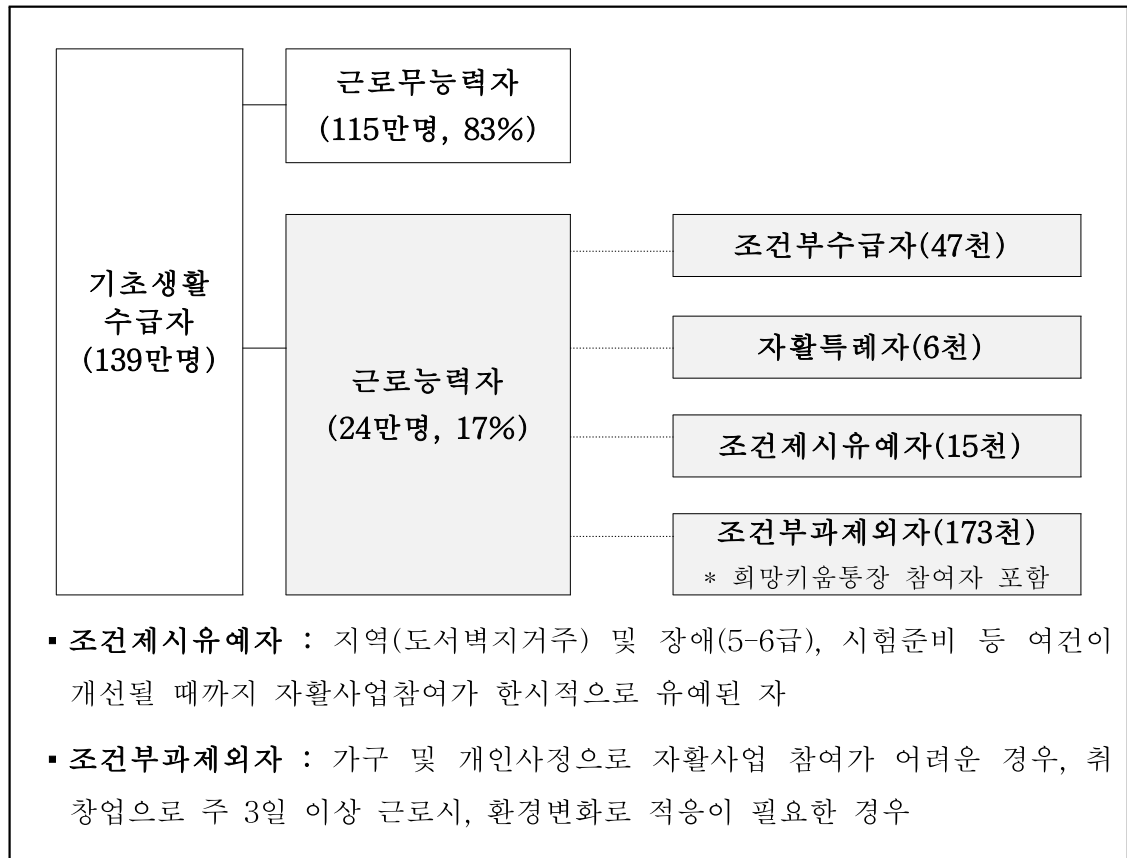 기초생활
수급자
(139만명)
근로무능력자
(115만명, 83%)
근로능력자
(24만명, 17%)
조건부수급자(47천)
자활특례자(6천)
조건제시유예자(15천)
조건부과제외자(173천)
* 희망키움통장 참여자 포함
▪ 조건제시유예자 : 지역(도서벽지거주) 및 장애(5-6급), 시험준비 등 여건이
개선될 때까지 자활사업참여가 한시적으로 유예된 자
▪ 조건부과제외자 : 가구 및 개인사정으로 자활사업 참여가 어려운 경우, 취
창업으로 주 3일 이상 근로시, 환경변화로 적응이 필요한 경우